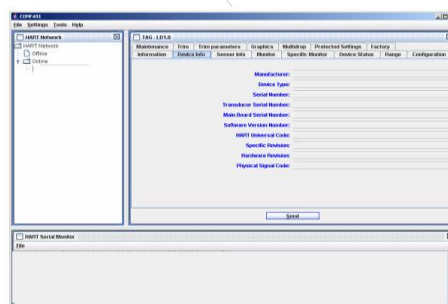 CONF401
File Settings Tools Help
HART Network
HART Network
Offline
Online
TAG - LD1.0
Maintenance Trim Trim parameters Graphics Multidrop Protected Settings Factory
Information Device Info Sensor Info Monitor Specific Monitor Device Status Range Configuration
Manufacturer:
Device Type:
Serial Number:
Transducer Serial Number:
Main Board Serial Number:
Software Version Number:
HART Universal Code:
Specific Revision:
Hardware Revision:
Physical Signal Code:
Send
HART Serial Monitor
File